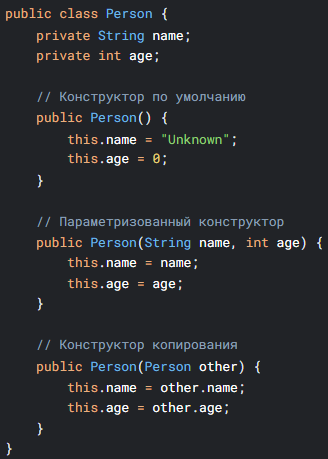 public class Person {
    private String name;
    private int age;

    // Конструктор по умолчанию
    public Person() {
        this.name = "Unknown";
        this.age = 0;
    }

    // Параметризованный конструктор
    public Person(String name, int age) {
        this.name = name;
        this.age = age;
    }

    // Конструктор копирования
    public Person(Person other) {
        this.name = other.name;
        this.age = other.age;
    }
}